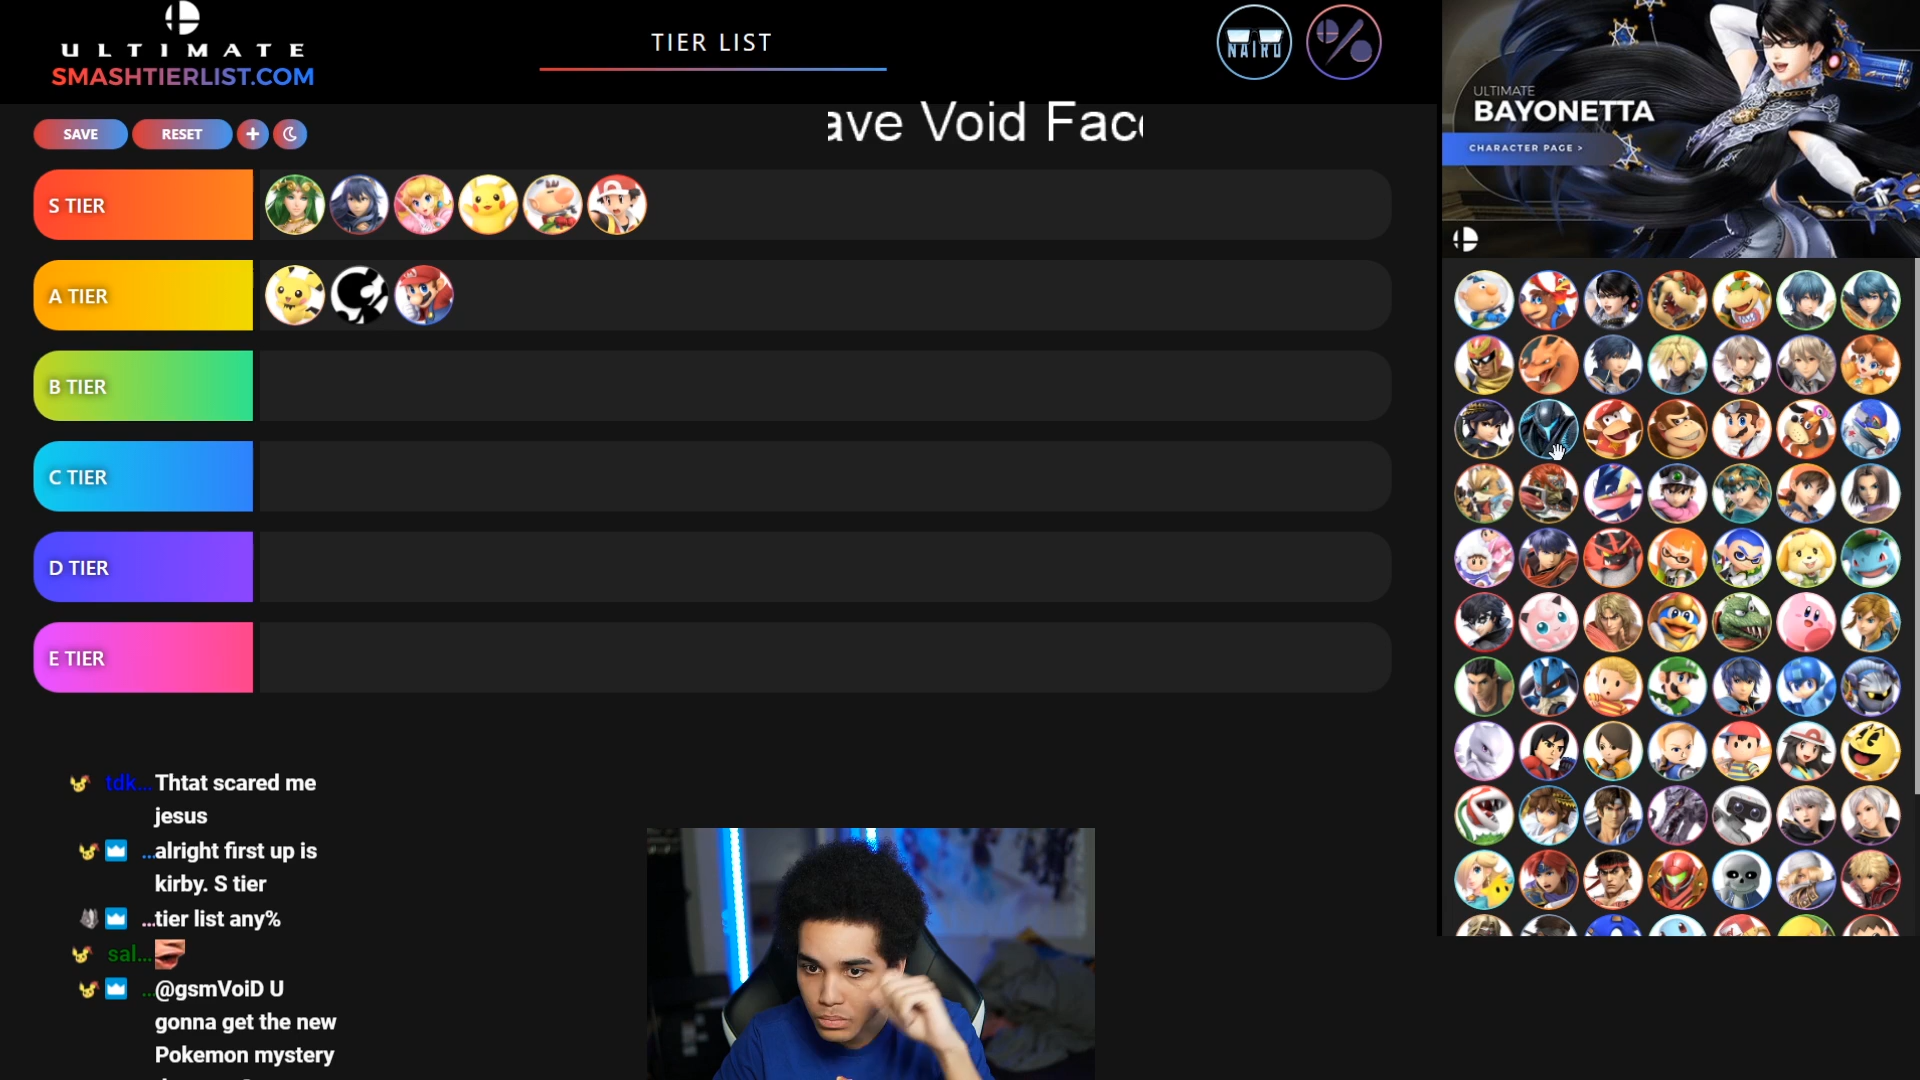 ULTIMATE
SMASHTIERLIST.COM
TIER LIST
NAIRU
ave Void Fac
SAVE
RESET
+
ULTIMATE
BAYONETTA
CHARACTER PAGE >
S TIER
A TIER
B TIER
C TIER
D TIER
E TIER
tdk... Thtat scared me
jesus
...alright first up is
kirby. S tier
...tier list any%
sal...
...@gsmVoiD U
gonna get the new
Pokemon mystery